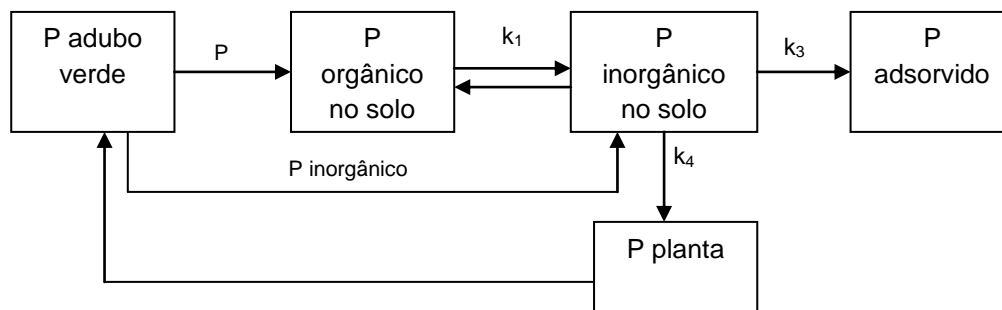 P adubo
verde
P
P
orgânico
no solo
k1
P
inorgânico
no solo
k3
P
adsorvido
P inorgânico
k4
P planta